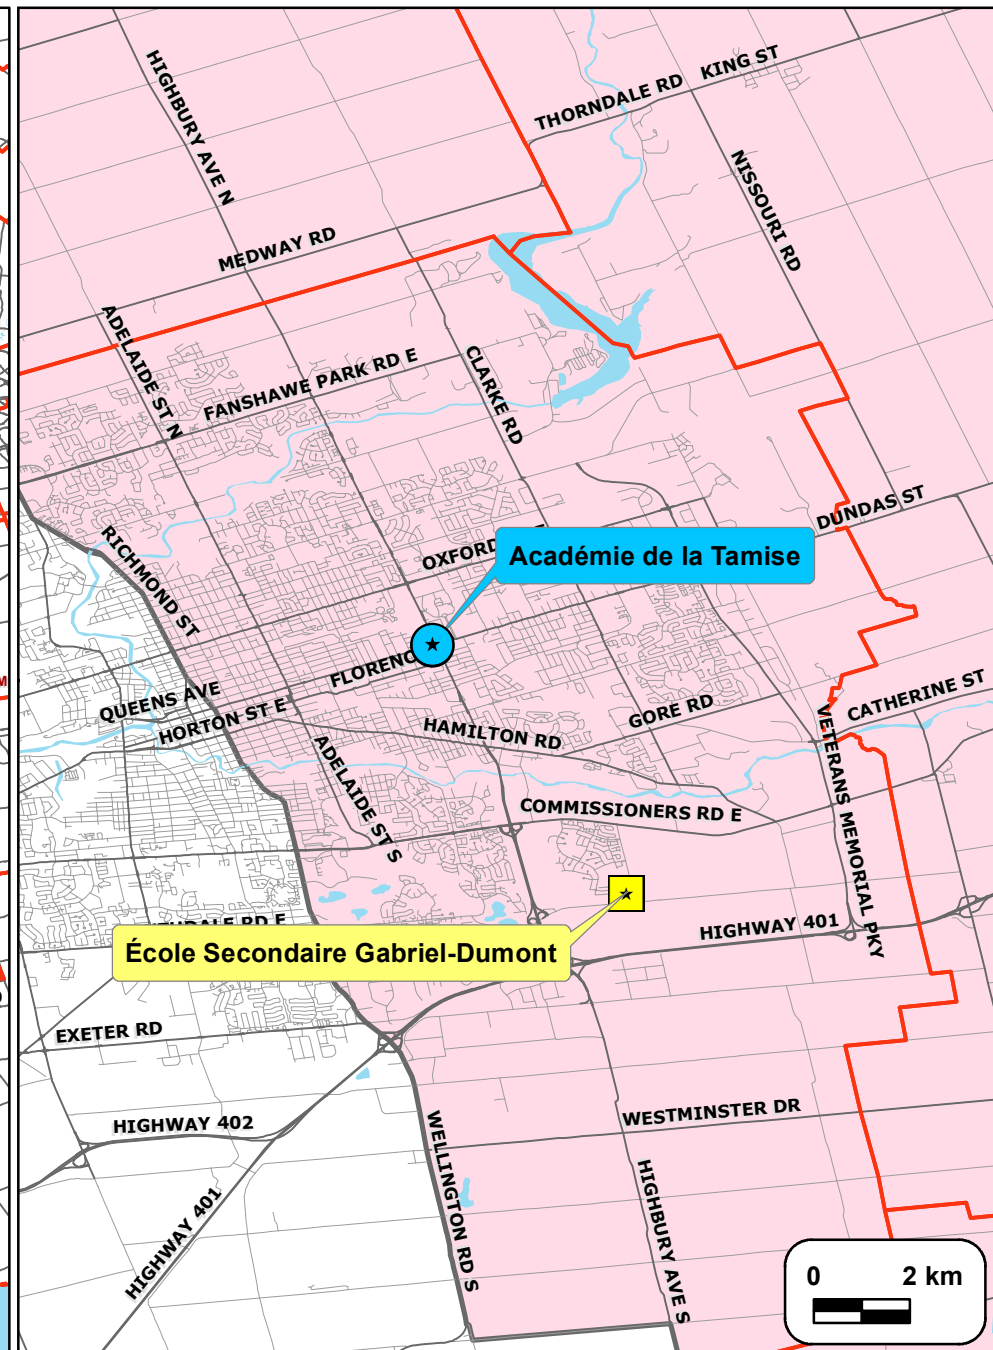 HIGHBURY AVE N
THORNDALE RD
KING ST
NISSOURI RD
MEDWAY RD
ADELAIDE ST N
FANSHAWE PARK RD E
CLARKE RD
DUNDAS ST
OXFORD
Académie de la Tamise
RICHMOND ST
FLORENC
QUEENS AVE
HORTON ST E
HAMILTON RD
GORE RD
CATHERINE ST
VETERANS MEMORIAL PKY
ADELAIDE ST S
COMMISSIONERS RD E
RD E
HIGHWAY 401
École Secondaire Gabriel-Dumont
EXETER RD
HIGHWAY 402
WESTMINSTER DR
WELLINGTON RD S
HIGHBURY AVE S
HIGHWAY 401
0 2 km